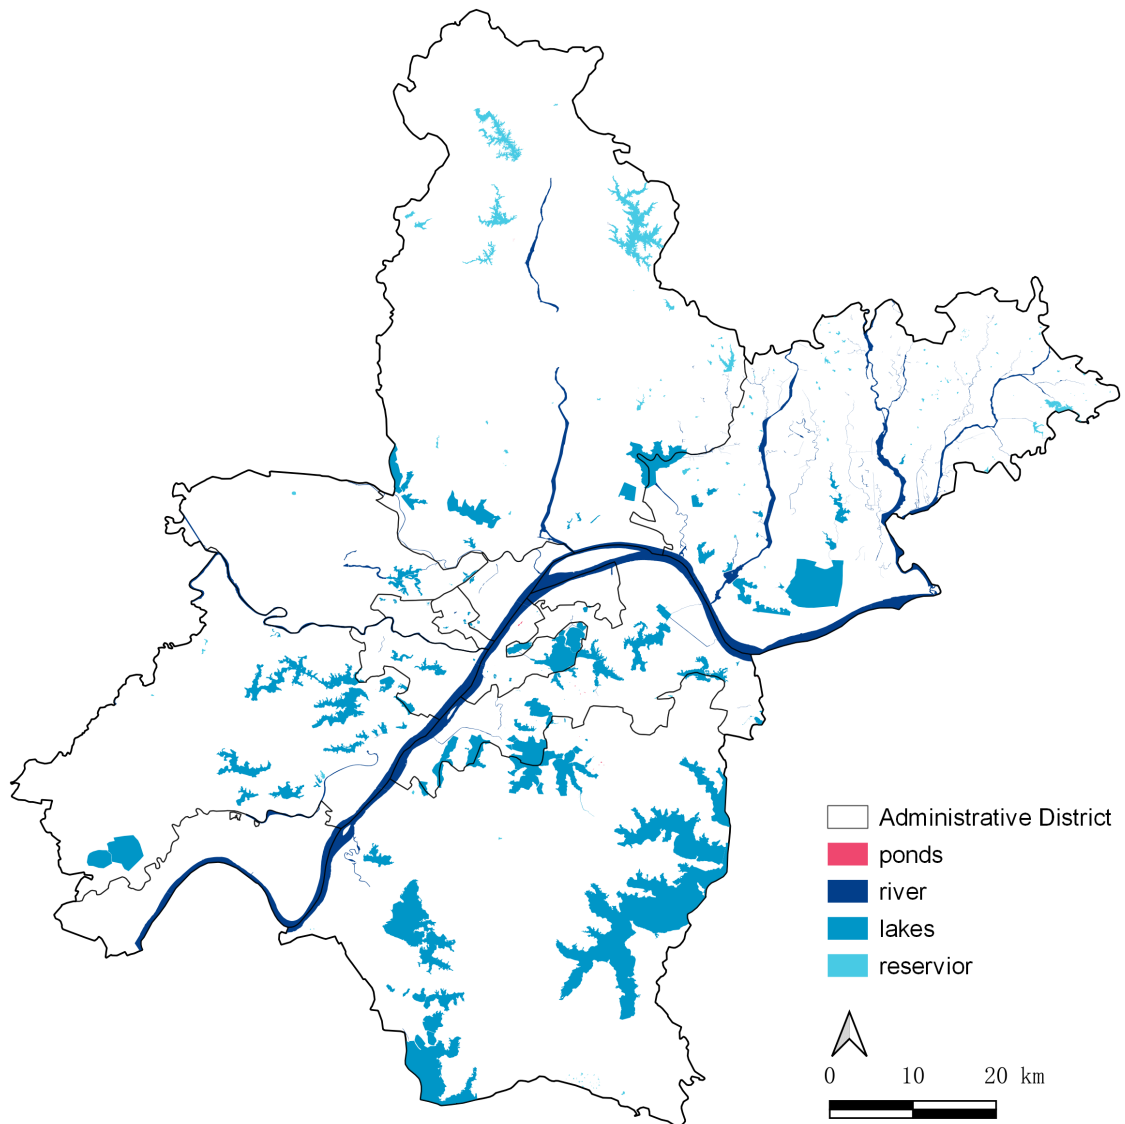 Administrative District
ponds
river
lakes
reservior
0 10 20 km